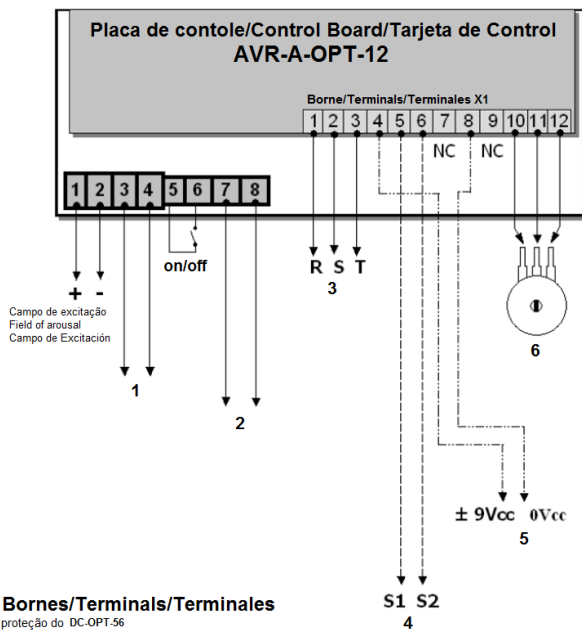 Placa de contole/Control Board/Tarjeta de Control
AVR-A-OPT-12
Borne/Terminals/Terminales X1
1 2 3 4 5 6 7 8 9 10 11 12
NC NC
1 2 3 4 5 6 7 8
on/off
R S T
3
+ -
Campo de excitação
Field of arousal
Campo de Excitación
1
2
6
± 9Vcc 0Vcc
5
S1 S2
4
Bornes/Terminals/Terminales
proteção do DC-OPT-56